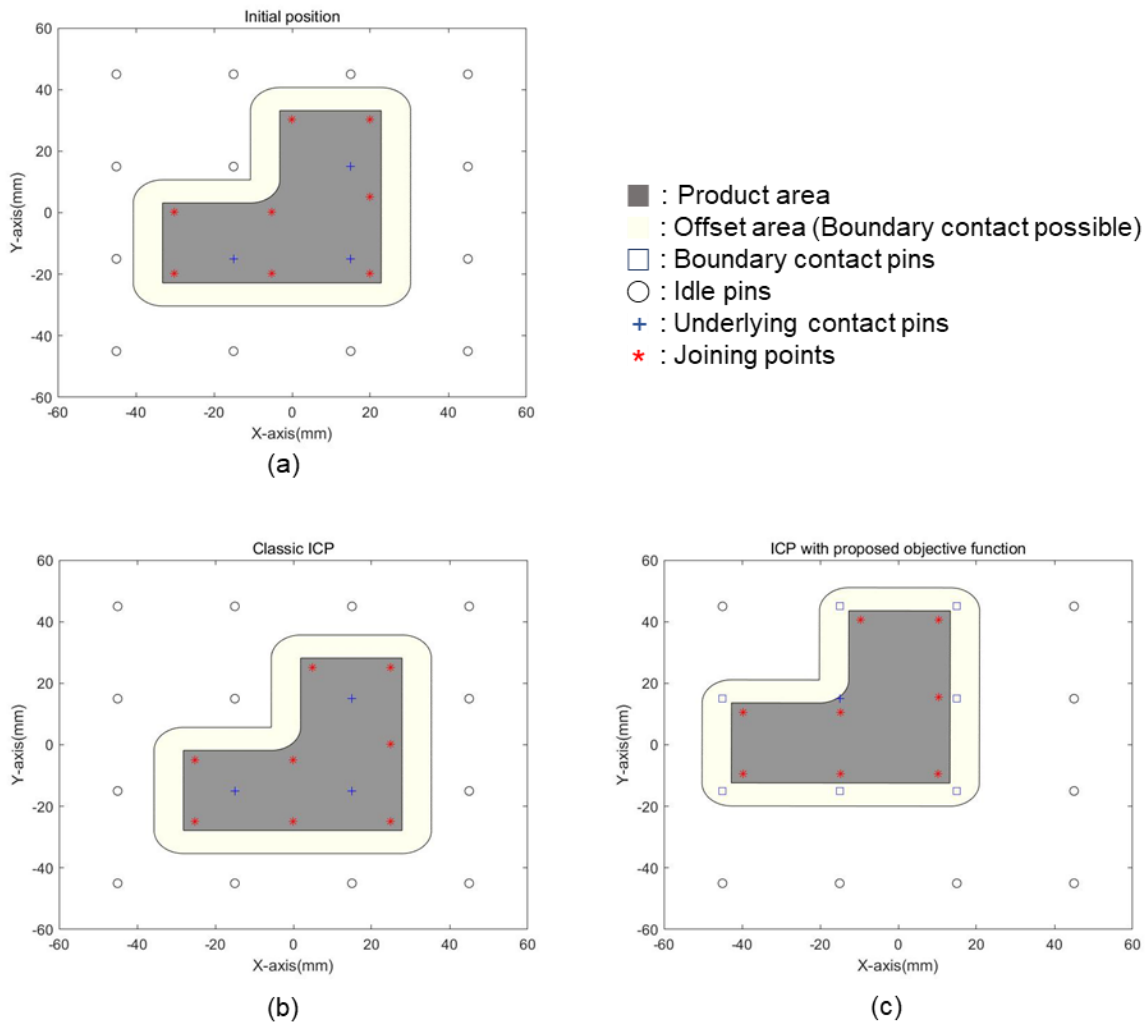 Initial position
60
40
20
0
-20
-40
-60
Y-axis(mm)
-60 -40 -20 0 20 40 60
X-axis(mm)
(a)
: Product area
: Offset area (Boundary contact possible)
: Boundary contact pins
: Idle pins
: Underlying contact pins
: Joining points
Classic ICP
60
40
20
0
-20
-40
-60
Y-axis(mm)
-60 -40 -20 0 20 40 60
X-axis(mm)
(b)
ICP with proposed objective function
60
40
20
0
-20
-40
-60
Y-axis(mm)
-60 -40 -20 0 20 40 60
X-axis(mm)
(c)